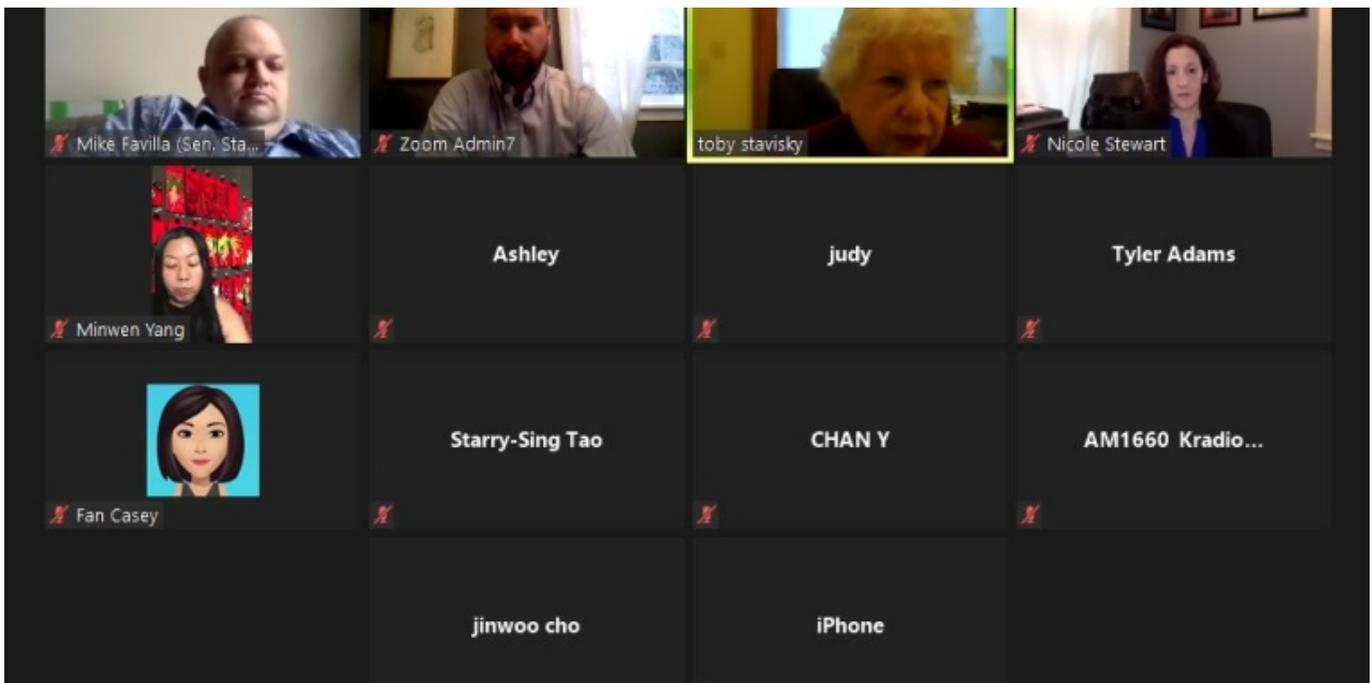 Mike Favilla (Sen. Sta...
Zoom Admin7
toby stavisky
Nicole Stewart
Minwen Yang
Ashley
judy
Tyler Adams
Fan Casey
Starry-Sing Tao
CHAN Y
AM1660 Kradio...
jinwoo cho
iPhone